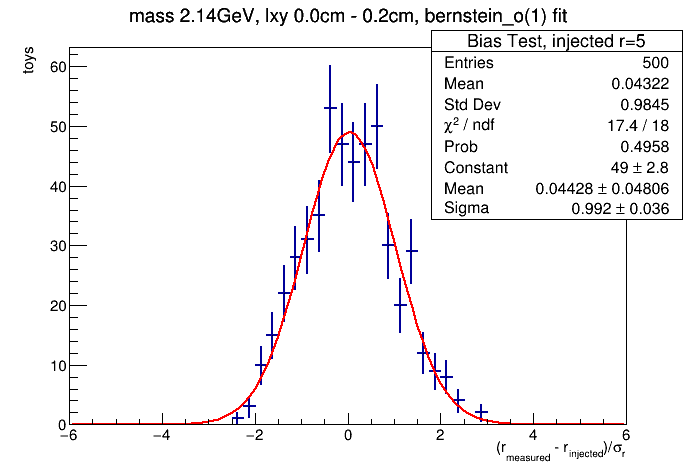 mass 2.14GeV, lxy 0.0cm - 0.2cm, bernstein_o(1) fit
toys
Bias Test, injected r=5
Entries 500
Mean 0.04322
Std Dev 0.9845
χ² / ndf 17.4 / 18
Prob 0.4958
Constant 49 ± 2.8
Mean 0.04428 ± 0.04806
Sigma 0.992 ± 0.036
60
50
40
30
20
10
0
−6 −4 −2 0 2 4 6
(r_measured - r_injected)/σ_r